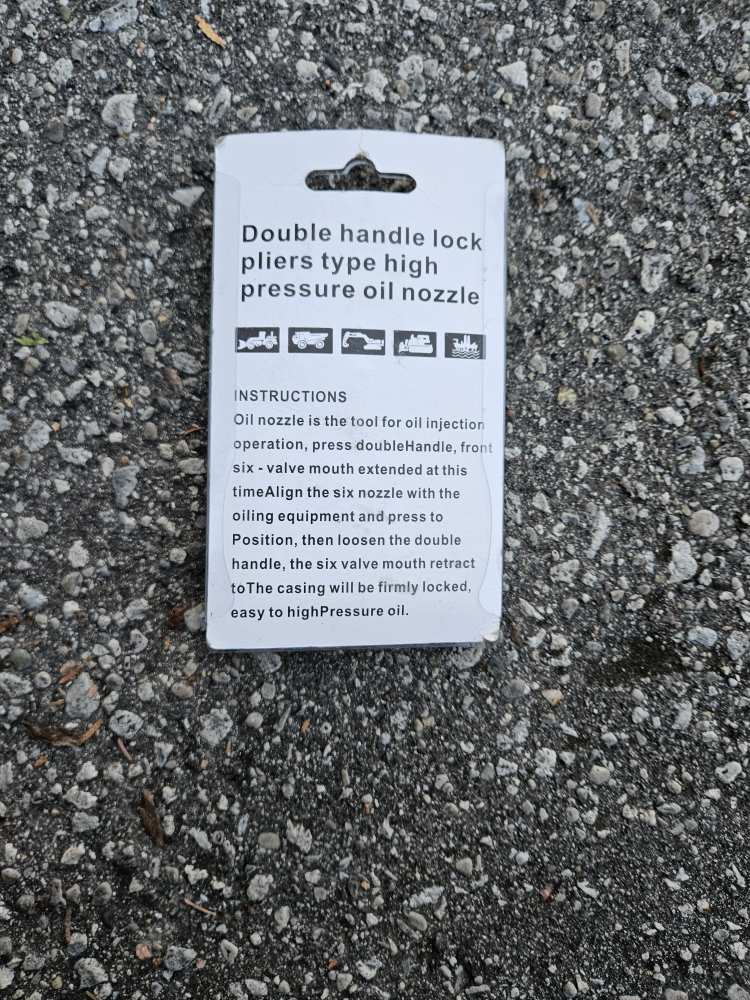 Double handle lock
pliers type high
pressure oil nozzle
INSTRUCTIONS
Oil nozzle is the tool for oil injection
operation, press doubleHandle, front
six - valve mouth extended at this
timeAlign the six nozzle with the
oiling equipment and press to
Position, then loosen the double
handle, the six valve mouth retract
toThe casing will be firmly locked,
easy to highPressure oil.